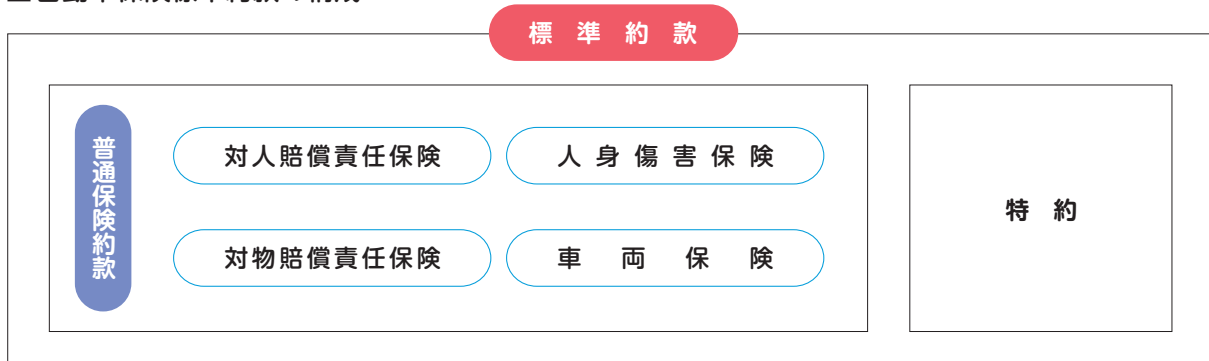 標準約款
普通保険約款
対人賠償責任保険
人身傷害保険
対物賠償責任保険
車両保険
特約